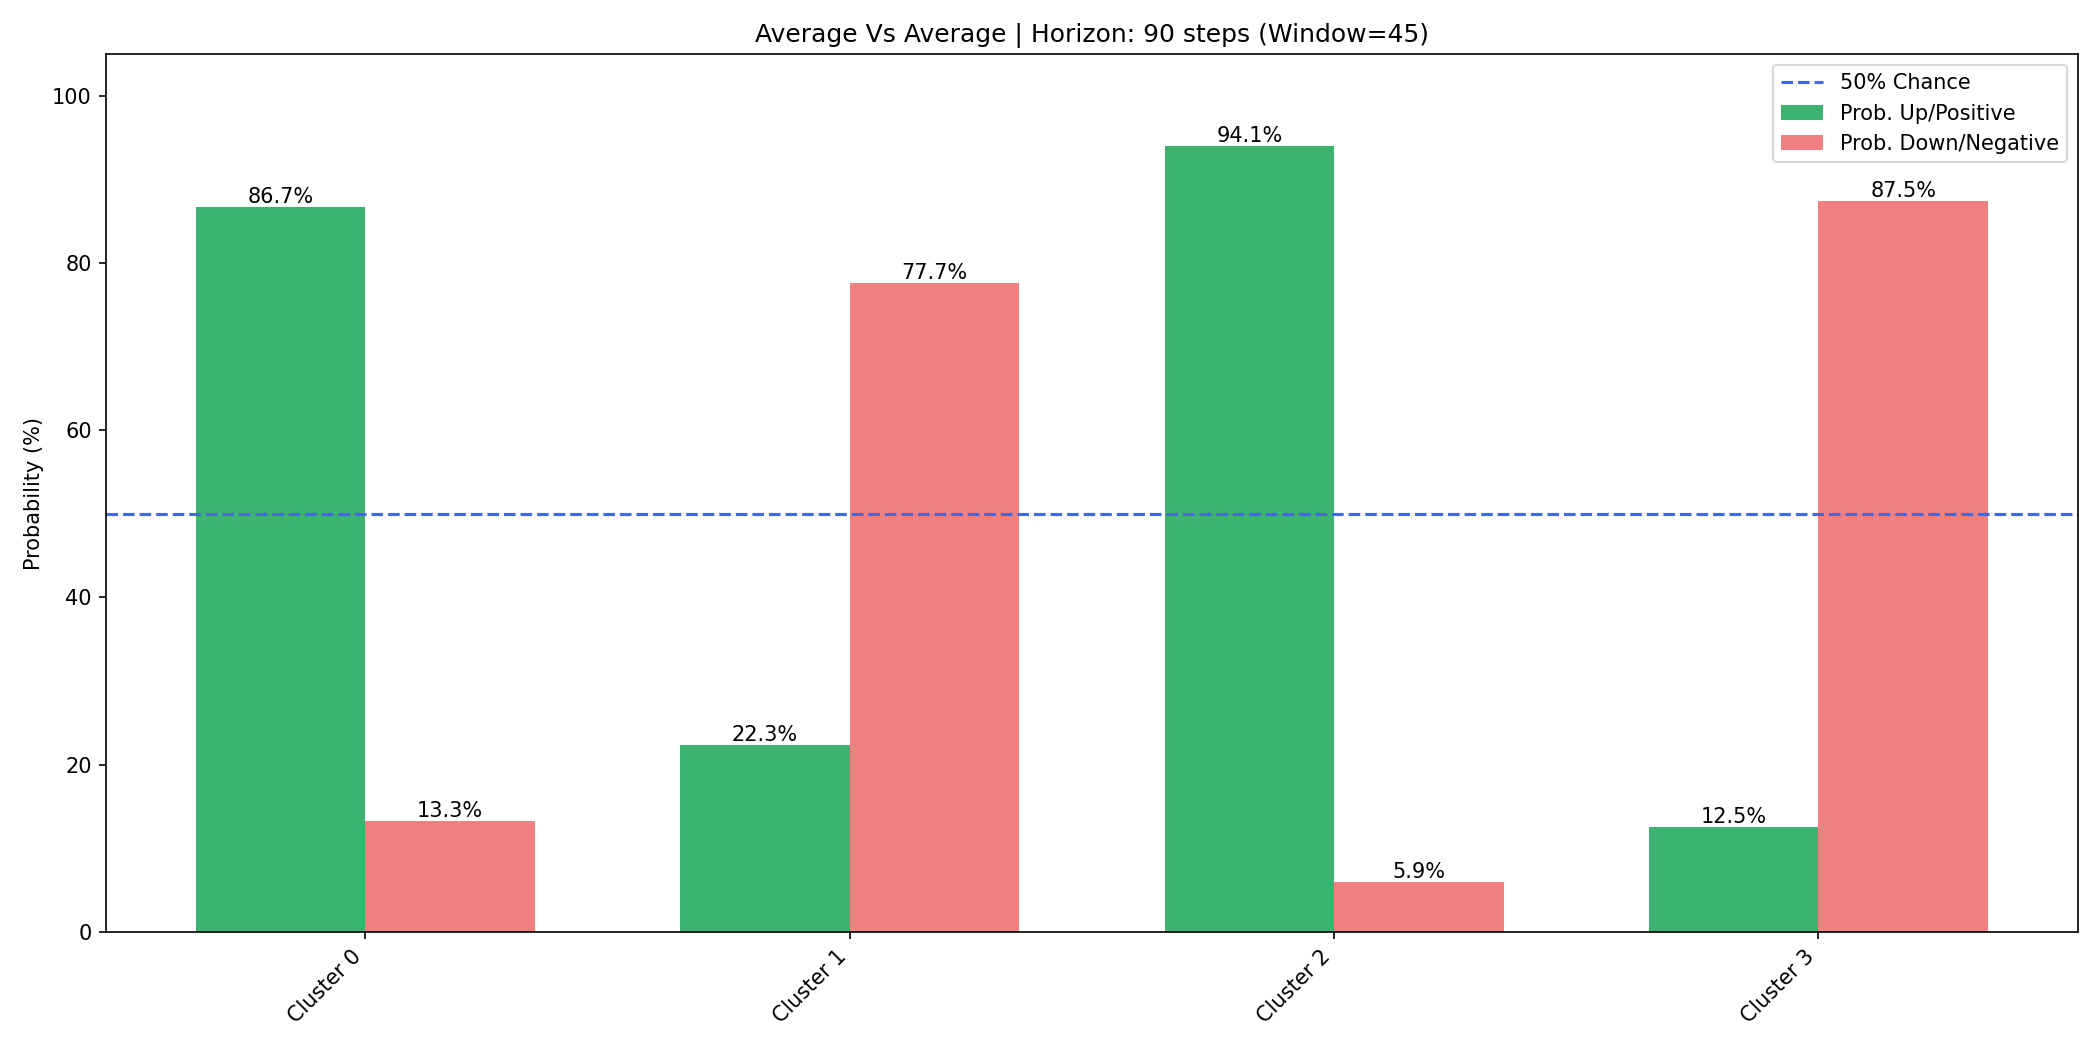 Average Vs Average | Horizon: 90 steps (Window=45)
50% Chance
Prob. Up/Positive
Prob. Down/Negative
Probability (%)
100
80
60
40
20
0
86.7%
13.3%
22.3%
77.7%
94.1%
5.9%
12.5%
87.5%
Cluster 0
Cluster 1
Cluster 2
Cluster 3